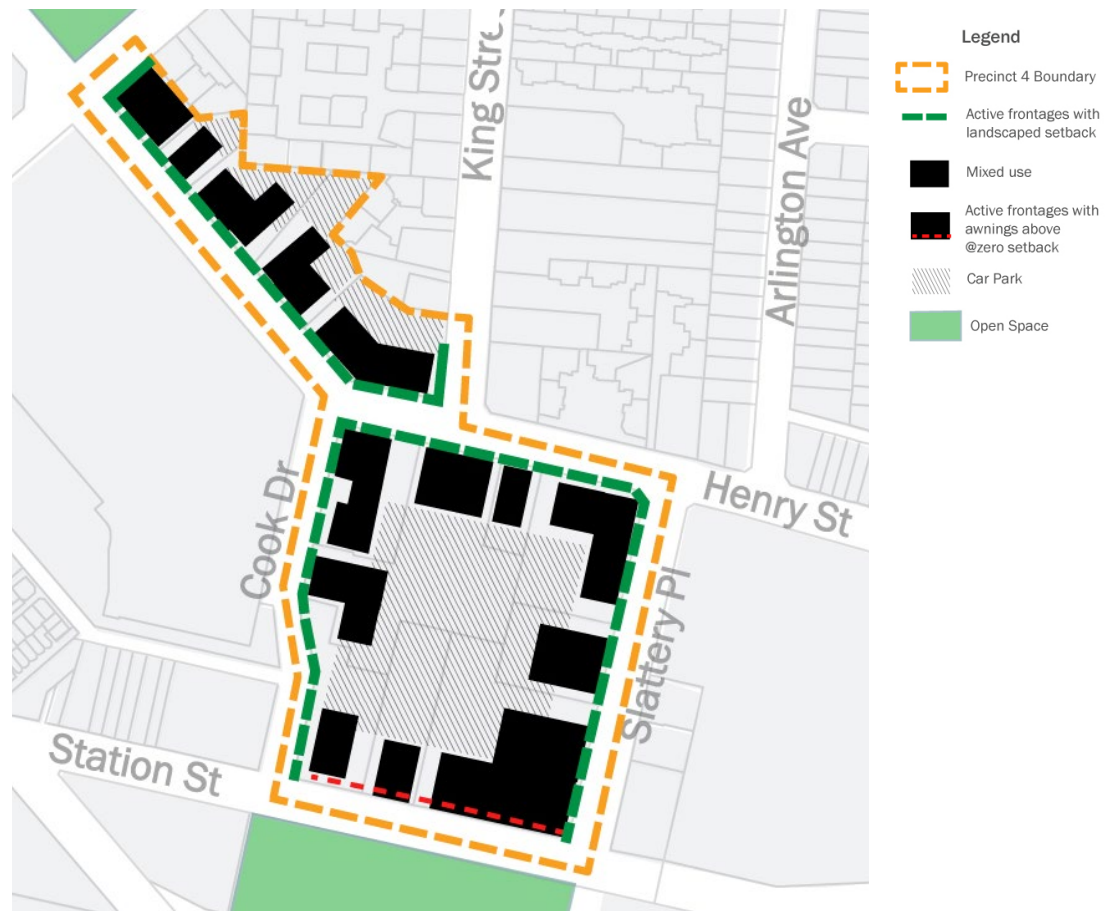 King Stre
Arlington Ave
Henry St
Cook Dr
Slattery Pl
Station St
Legend
Precinct 4 Boundary
Active frontages with
landscaped setback
Mixed use
Active frontages with
awnings above
@zero setback
Car Park
Open Space